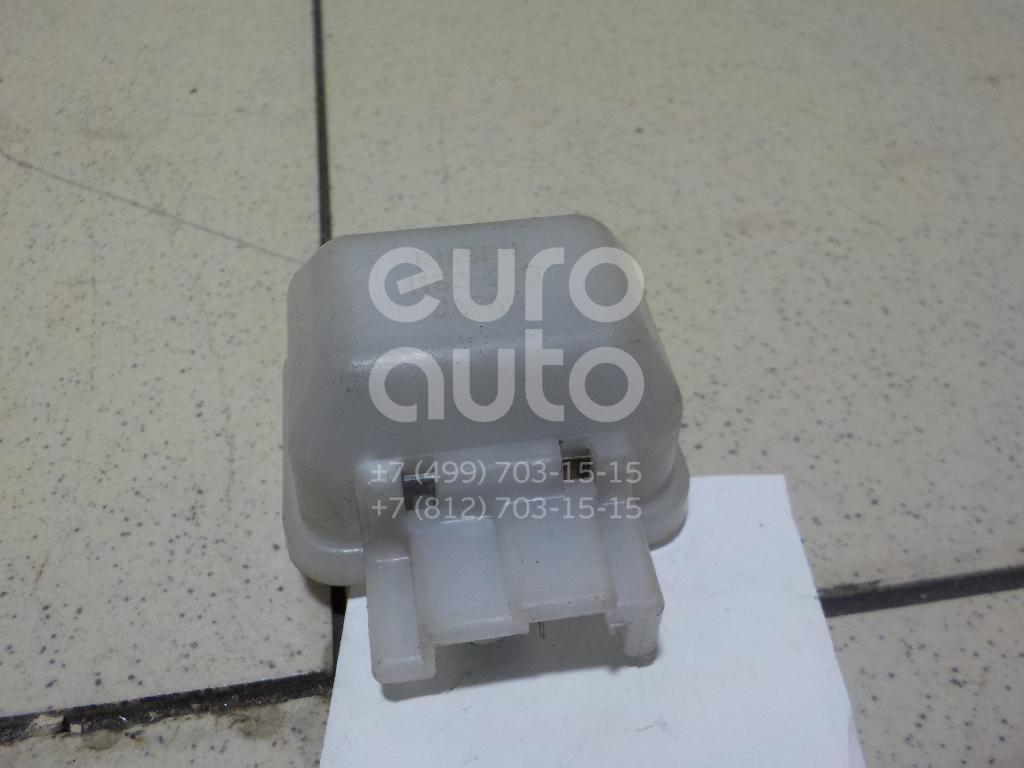 euro
auto
+7 (499) 703-15-15
+7 (812) 703-15-15